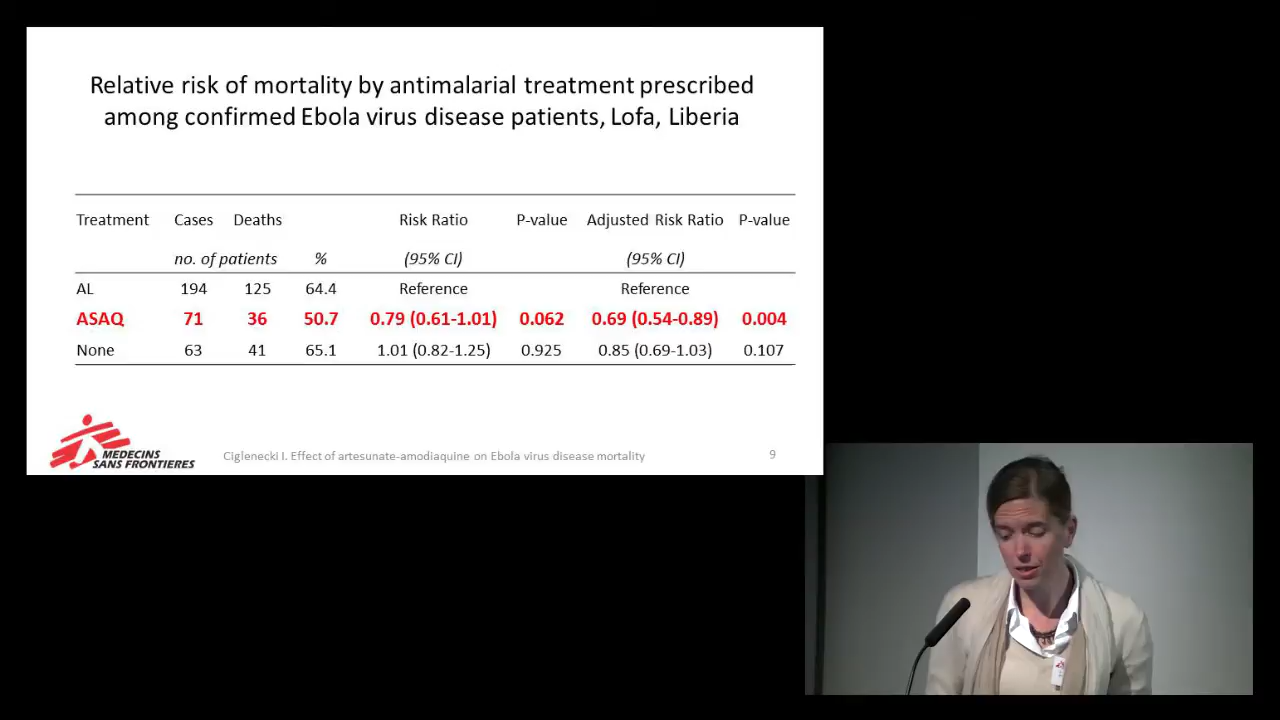 Relative risk of mortality by antimalarial treatment prescribed
among confirmed Ebola virus disease patients, Lofa, Liberia
Treatment Cases Deaths Risk Ratio P-value Adjusted Risk Ratio P-value
no. of patients % (95% CI) (95% CI)
AL 194 125 64.4 Reference Reference
ASAQ 71 36 50.7 0.79 (0.61-1.01) 0.062 0.69 (0.54-0.89) 0.004
None 63 41 65.1 1.01 (0.82-1.25) 0.925 0.85 (0.69-1.03) 0.107
MEDECINS
SANS FRONTIERES
Ciglenecki I. Effect of artesunate-amodiaquine on Ebola virus disease mortality 9